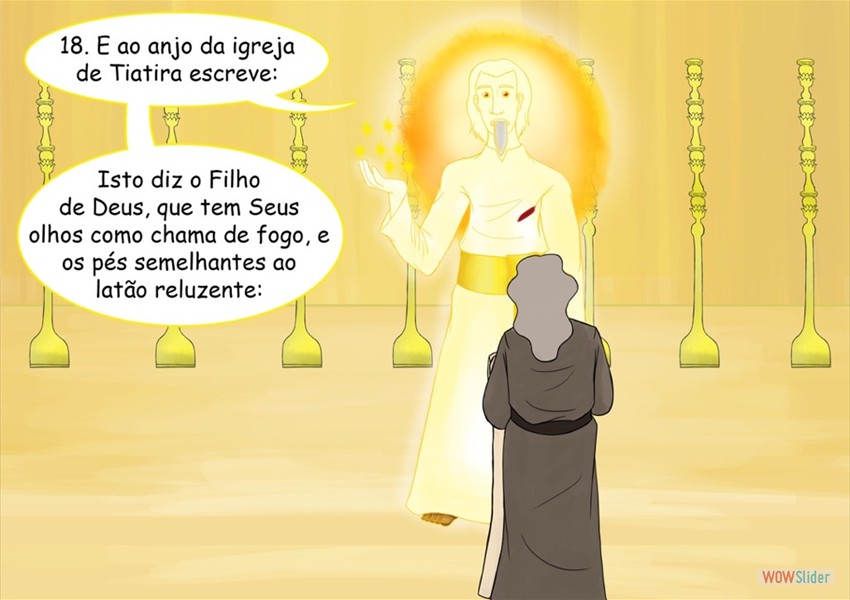 18. E ao anjo da igreja
de Tiatira escreve:
Isto diz o Filho
de Deus, que tem Seus
olhos como chama de fogo, e
os pés semelhantes ao
latão reluzente:
WOWSlider